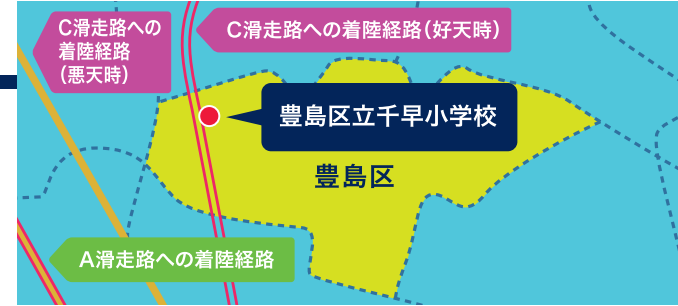 C滑走路への
着陸経路
（悪天時）
C滑走路への着陸経路（好天時）
豊島区立千早小学校
豊島区
A滑走路への着陸経路